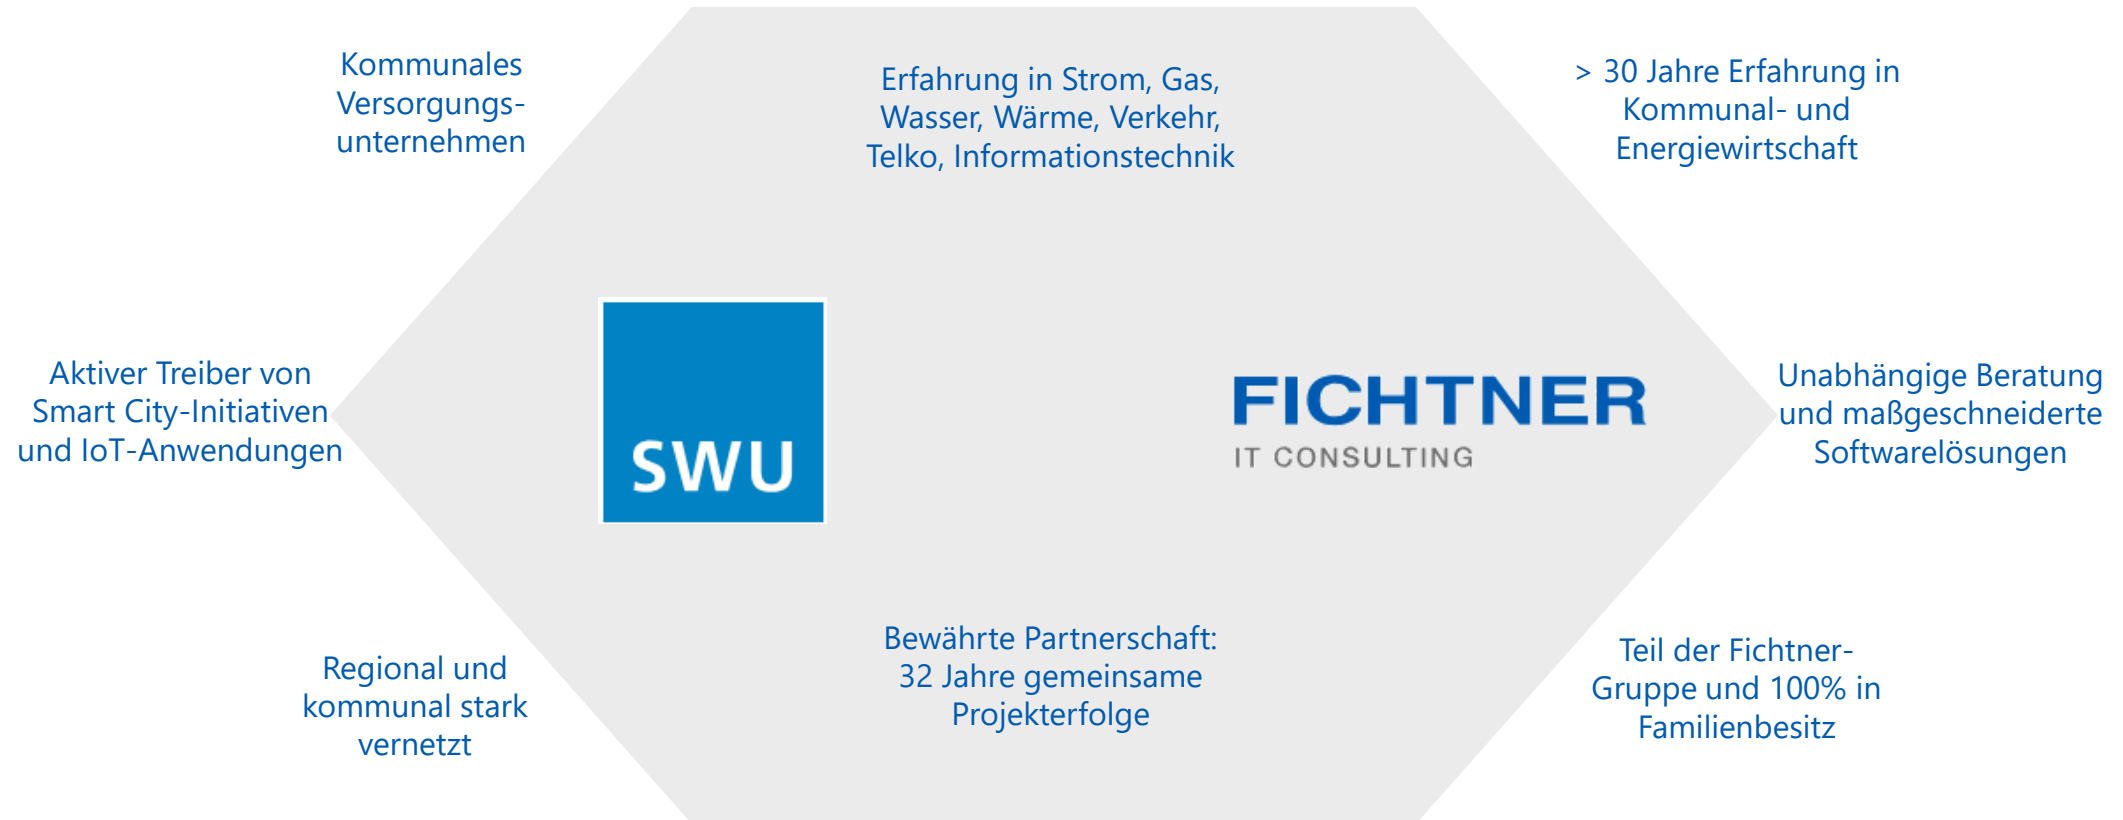 Kommunales
Versorgungs-
unternehmen
Erfahrung in Strom, Gas,
Wasser, Wärme, Verkehr,
Telko, Informationstechnik
> 30 Jahre Erfahrung in
Kommunal- und
Energiewirtschaft
Aktiver Treiber von
Smart City-Initiativen
und IoT-Anwendungen
SWU
FICHTNER
IT CONSULTING
Unabhängige Beratung
und maßgeschneiderte
Softwarelösungen
Regional und
kommunal stark
vernetzt
Bewährte Partnerschaft:
32 Jahre gemeinsame
Projekterfolge
Teil der Fichtner-
Gruppe und 100% in
Familienbesitz